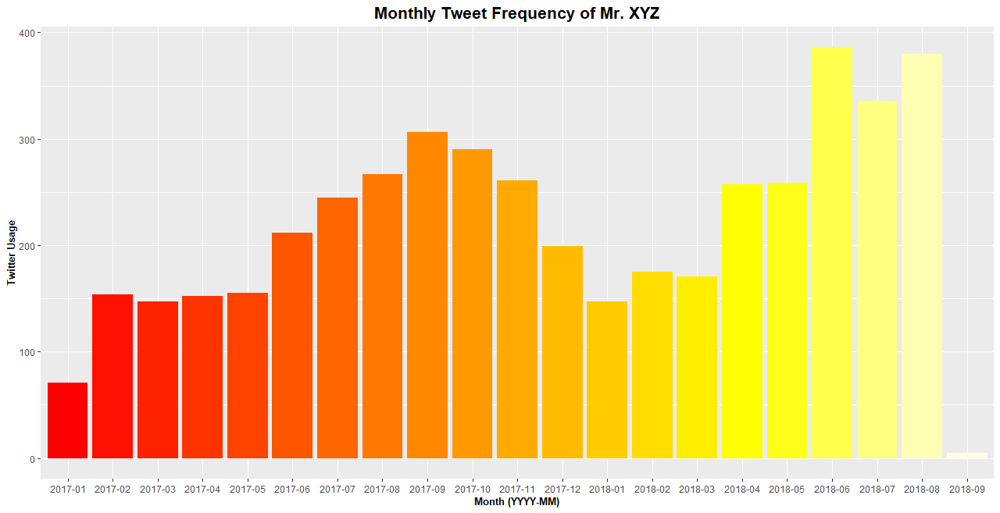 Monthly Tweet Frequency of Mr. XYZ
400
300
200
100
0
Twitter Usage
2017-01 2017-02 2017-03 2017-04 2017-05 2017-06 2017-07 2017-08 2017-09 2017-10 2017-11 2017-12 2018-01 2018-02 2018-03 2018-04 2018-05 2018-06 2018-07 2018-08 2018-09
Month (YYYY-MM)